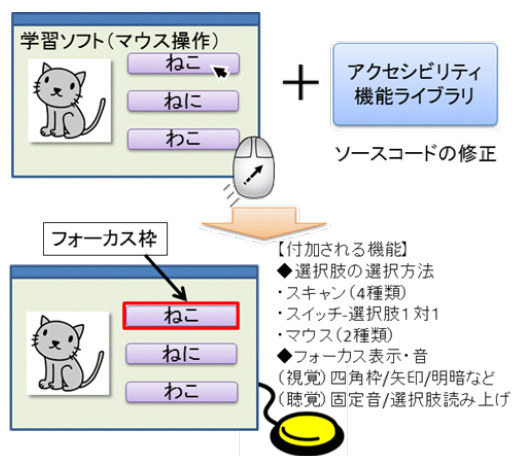 学習ソフト(マウス操作)
ねこ
ねに
わこ
+
アクセシビリティ
機能ライブラリ
ソースコードの修正
フォーカス枠
ねこ
ねに
わこ
【付加される機能】
◆選択肢の選択方法
・スキャン(4種類)
・スイッチ-選択肢1対1
・マウス(2種類)
◆フォーカス表示・音
(視覚)四角枠/矢印/明暗など
(聴覚)固定音/選択肢読み上げ